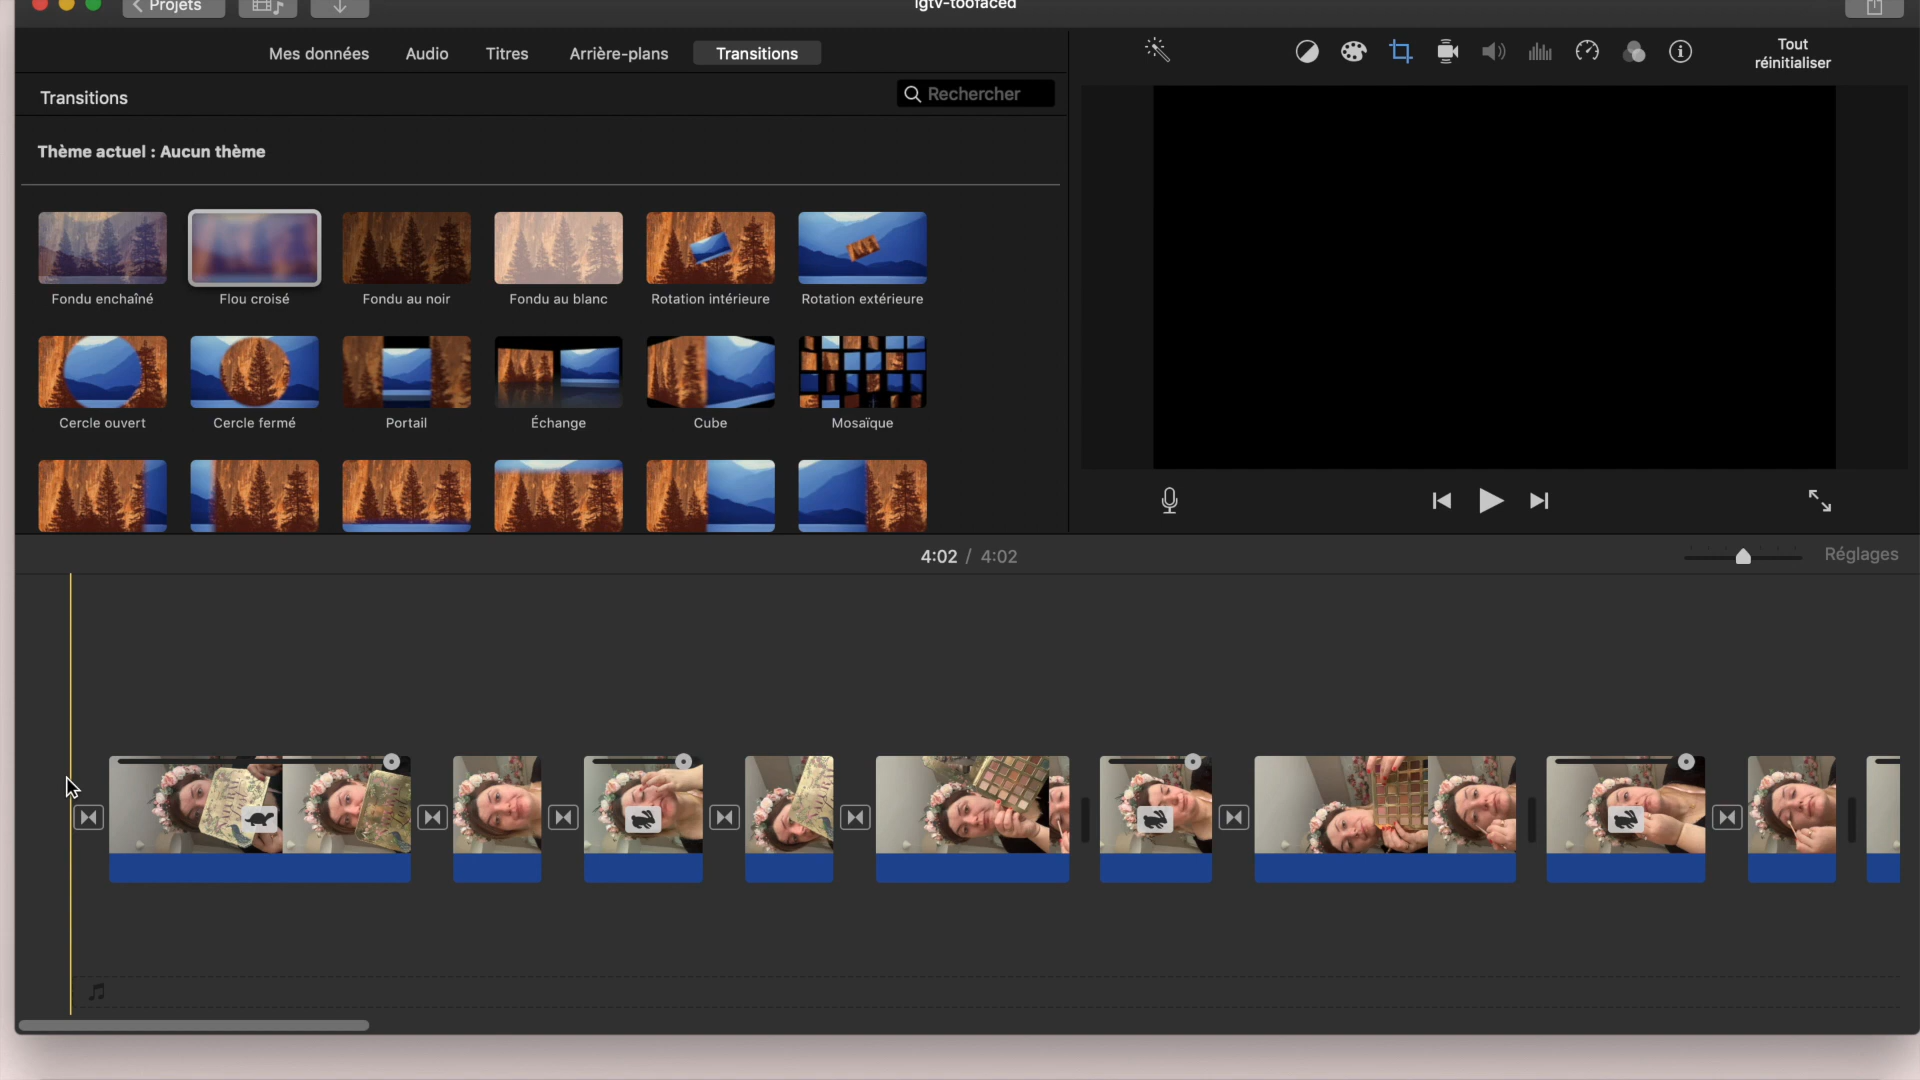 Projets
igtv-toofaced
Mes données
Audio
Titres
Arrière-plans
Transitions
Tout
réinitialiser
Transitions
Rechercher
Thème actuel : Aucun thème
Fondu enchaîné
Flou croisé
Fondu au noir
Fondu au blanc
Rotation intérieure
Rotation extérieure
Cercle ouvert
Cercle fermé
Portail
Échange
Cube
Mosaïque
4:02 / 4:02
Réglages